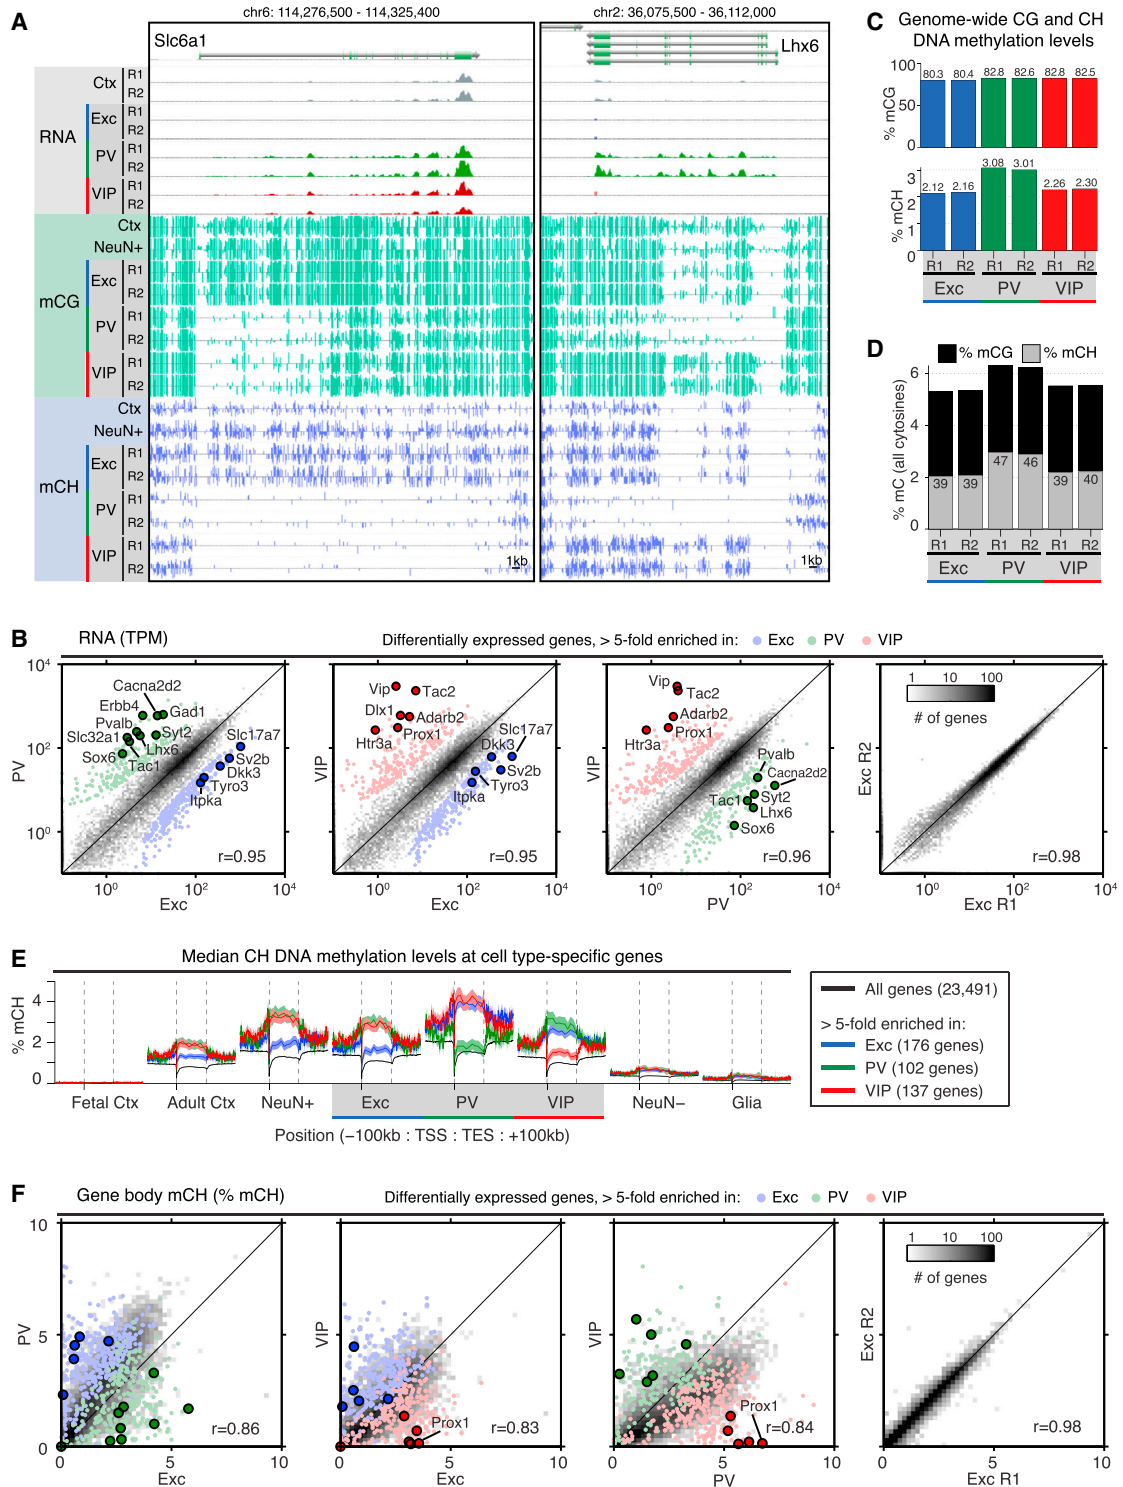 A
chr6: 114,276,500 - 114,325,400
chr2: 36,075,500 - 36,112,000
Slc6a1
Lhx6
RNA
Ctx
R1
R2
Exc
R1
R2
PV
R1
R2
VIP
R1
R2
mCG
Ctx
NeuN+
Exc
R1
R2
PV
R1
R2
VIP
R1
R2
mCH
Ctx
NeuN+
Exc
R1
R2
PV
R1
R2
VIP
R1
R2
1kb
1kb
C
Genome-wide CG and CH
DNA methylation levels
% mCG
100
50
0
80.3 80.4 82.8 82.6 82.8 82.5
% mCH
3
2
1
0
2.12 2.16 3.08 3.01 2.26 2.30
R1 R2 R1 R2 R1 R2
Exc PV VIP
D
% mCG % mCH
% mC (all cytosines)
6
4
2
0
39 39 47 46 39 40
R1 R2 R1 R2 R1 R2
Exc PV VIP
B
RNA (TPM)
Differentially expressed genes, > 5-fold enriched in: Exc PV VIP
10⁴
10²
10⁰
PV
Cacna2d2
Erbb4
Gad1
Pvalb
Slc32a1
Syt2
Lhx6
Sox6
Tac1
Slc17a7
Sv2b
Dkk3
Tyro3
Itpka
r=0.95
10⁰ 10² 10⁴
Exc
VIP
Vip
Tac2
Dlx1
Adarb2
Prox1
Htr3a
Slc17a7
Dkk3
Sv2b
Tyro3
Itpka
r=0.95
10⁰ 10² 10⁴
Exc
VIP
Vip
Tac2
Adarb2
Prox1
Htr3a
Pvalb
Cacna2d2
Tac1
Syt2
Lhx6
Sox6
r=0.96
10⁰ 10² 10⁴
PV
Exc R2
1 10 100
# of genes
r=0.98
10⁰ 10² 10⁴
Exc R1
E
Median CH DNA methylation levels at cell type-specific genes
% mCH
4
2
0
Fetal Ctx Adult Ctx NeuN+ Exc PV VIP NeuN− Glia
Position (−100kb : TSS : TES : +100kb)
All genes (23,491)
> 5-fold enriched in:
Exc (176 genes)
PV (102 genes)
VIP (137 genes)
F
Gene body mCH (% mCH)
Differentially expressed genes, > 5-fold enriched in: Exc PV VIP
10
5
0
PV
r=0.86
0 5 10
Exc
VIP
Prox1
r=0.83
0 5 10
Exc
VIP
Prox1
r=0.84
0 5 10
PV
Exc R2
1 10 100
# of genes
r=0.98
0 5 10
Exc R1